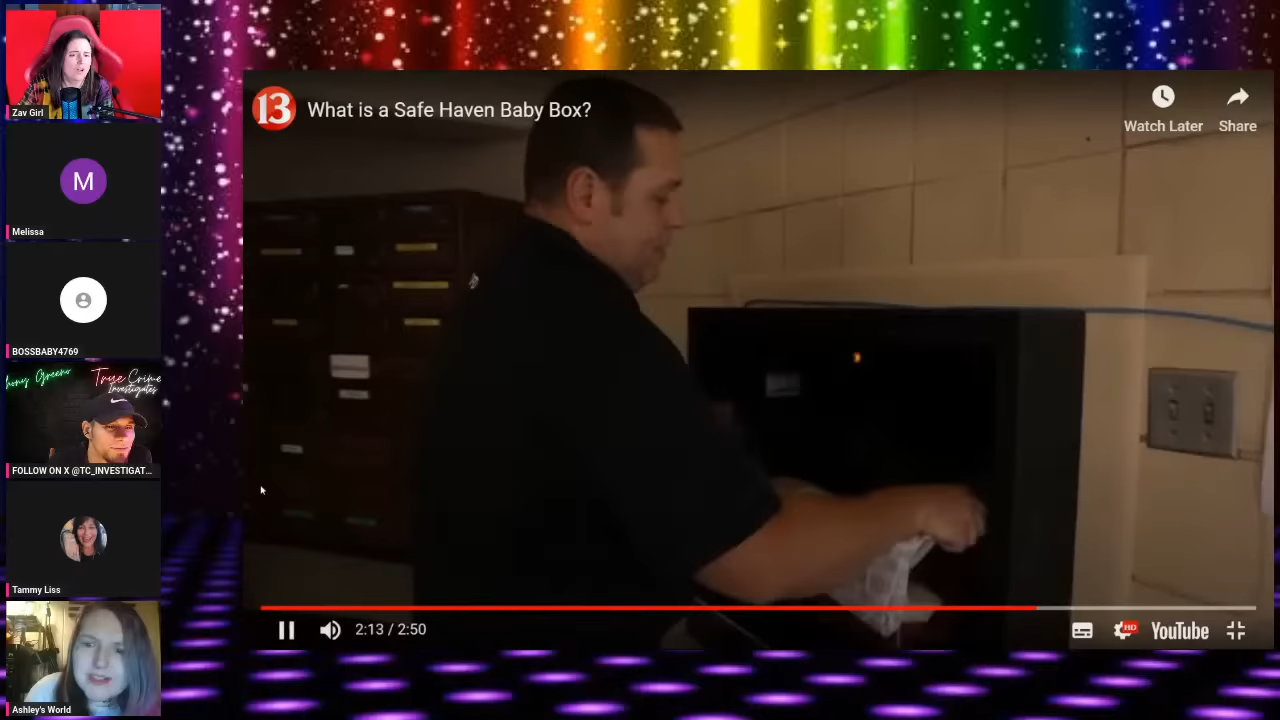 Zav Girl
M
Melissa
BOSSBABY4769
True Crime
Investigates
FOLLOW ON X @TC_INVESTIGAT...
Tammy Liss
Ashley's World
13 What is a Safe Haven Baby Box?
Watch Later Share
2:13 / 2:50
HD YouTube